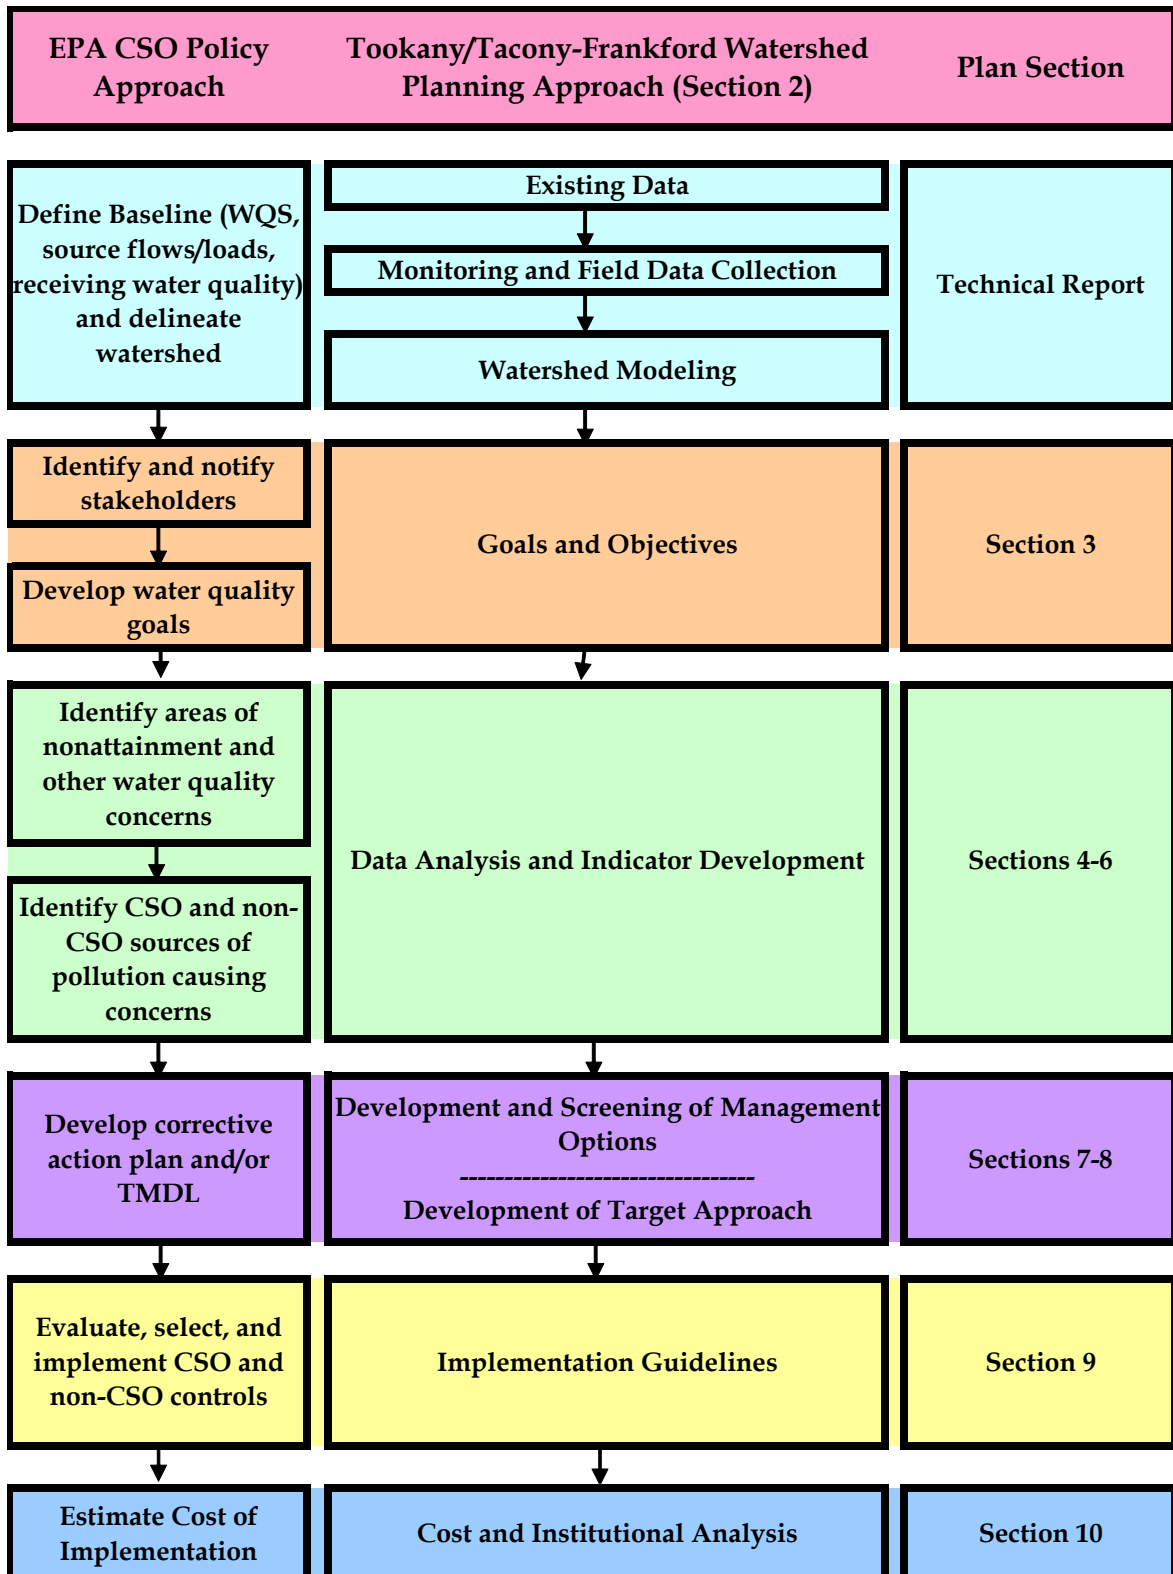 EPA CSO Policy
Approach
Tookany/Tacony-Frankford Watershed
Planning Approach (Section 2)
Plan Section
Define Baseline (WQS,
source flows/loads,
receiving water quality)
and delineate
watershed
Existing Data
Monitoring and Field Data Collection
Watershed Modeling
Technical Report
Identify and notify
stakeholders
Develop water quality
goals
Goals and Objectives
Section 3
Identify areas of
nonattainment and
other water quality
concerns
Identify CSO and non-
CSO sources of
pollution causing
concerns
Data Analysis and Indicator Development
Sections 4-6
Develop corrective
action plan and/or
TMDL
Development and Screening of Management
Options
---------------------------------
Development of Target Approach
Sections 7-8
Evaluate, select, and
implement CSO and
non-CSO controls
Implementation Guidelines
Section 9
Estimate Cost of
Implementation
Cost and Institutional Analysis
Section 10